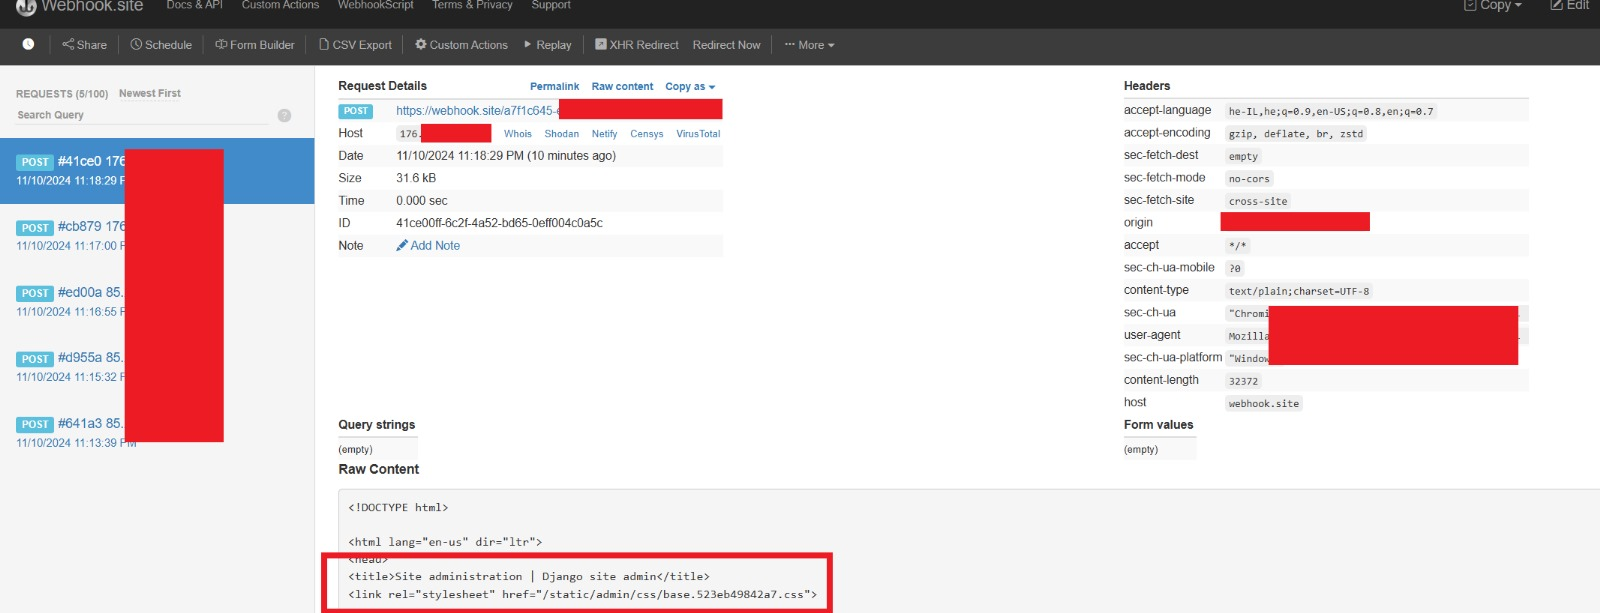 Webhook.site Docs & API Custom Actions WebhookScript Terms & Privacy Support Copy Edit
Share Schedule Form Builder CSV Export Custom Actions Replay XHR Redirect Redirect Now ··· More
REQUESTS (5/100) Newest First
Search Query ?
POST #41ce0 176
11/10/2024 11:18:29
POST #cb879 176
11/10/2024 11:17:00
POST #ed00a 85.
11/10/2024 11:16:55
POST #d955a 85.
11/10/2024 11:15:32
POST #641a3 85.
11/10/2024 11:13:39 PM
Request Details Permalink Raw content Copy as
POST https://webhook.site/a7f1c645-
Host 176. Whois Shodan Netify Censys VirusTotal
Date 11/10/2024 11:18:29 PM (10 minutes ago)
Size 31.6 kB
Time 0.000 sec
ID 41ce00ff-6c2f-4a52-bd65-0eff004c0a5c
Note Add Note
Headers
accept-language he-IL,he;q=0.9,en-US;q=0.8,en;q=0.7
accept-encoding gzip, deflate, br, zstd
sec-fetch-dest empty
sec-fetch-mode no-cors
sec-fetch-site cross-site
origin
accept */*
sec-ch-ua-mobile ?0
content-type text/plain;charset=UTF-8
sec-ch-ua "Chromi
user-agent Mozilla
sec-ch-ua-platform "Window
content-length 32372
host webhook.site
Query strings
(empty)
Form values
(empty)
Raw Content
<!DOCTYPE html>
<html lang="en-us" dir="ltr">
<head>
<title>Site administration | Django site admin</title>
<link rel="stylesheet" href="/static/admin/css/base.523eb49842a7.css">